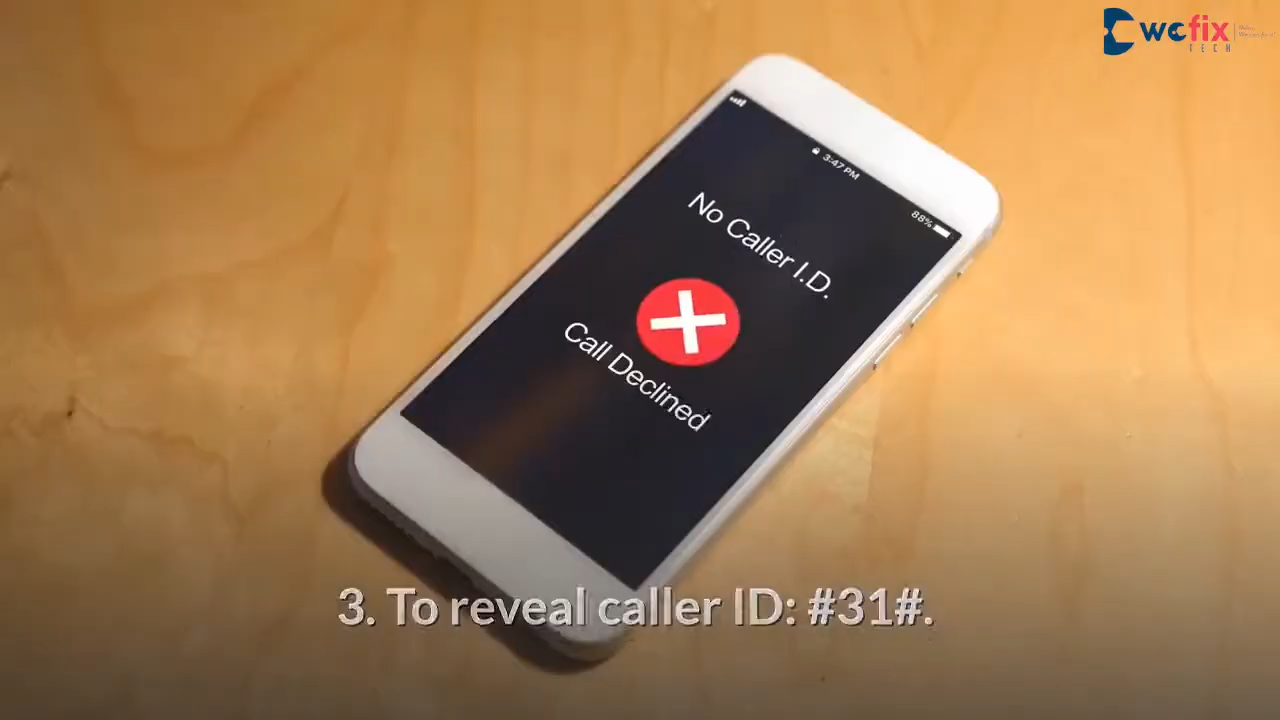 wcfix
TECH
3:47 PM
88%
No Caller I.D.
Call Declined
3. To reveal caller ID: #31#.